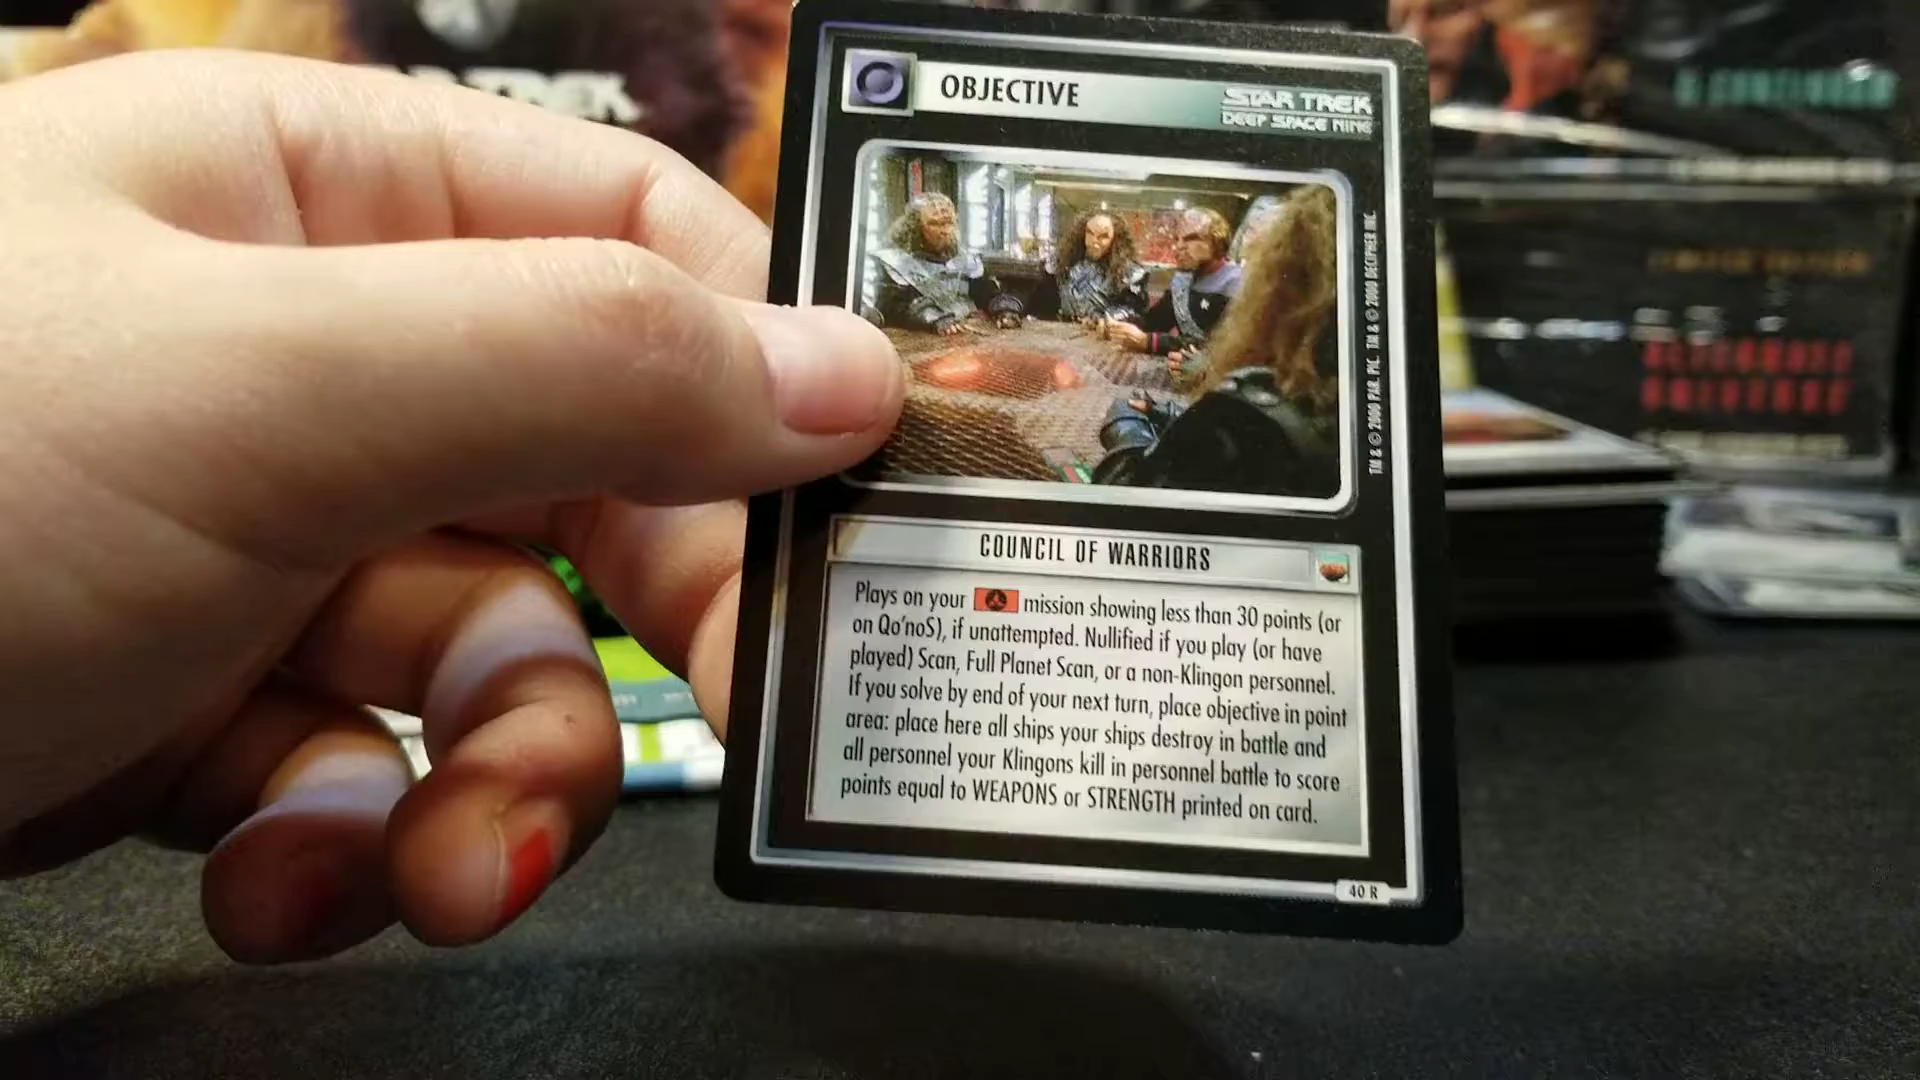 OBJECTIVE
STAR TREK
DEEP SPACE NINE
TM & © 2000 PAR. PIC. TM & © 2000 DECIPHER INC.
COUNCIL OF WARRIORS
Plays on your mission showing less than 30 points (or
on Qo'noS), if unattempted. Nullified if you play (or have
played) Scan, Full Planet Scan, or a non-Klingon personnel.
If you solve by end of your next turn, place objective in point
area: place here all ships your ships destroy in battle and
all personnel your Klingons kill in personnel battle to score
points equal to WEAPONS or STRENGTH printed on card.
40 R